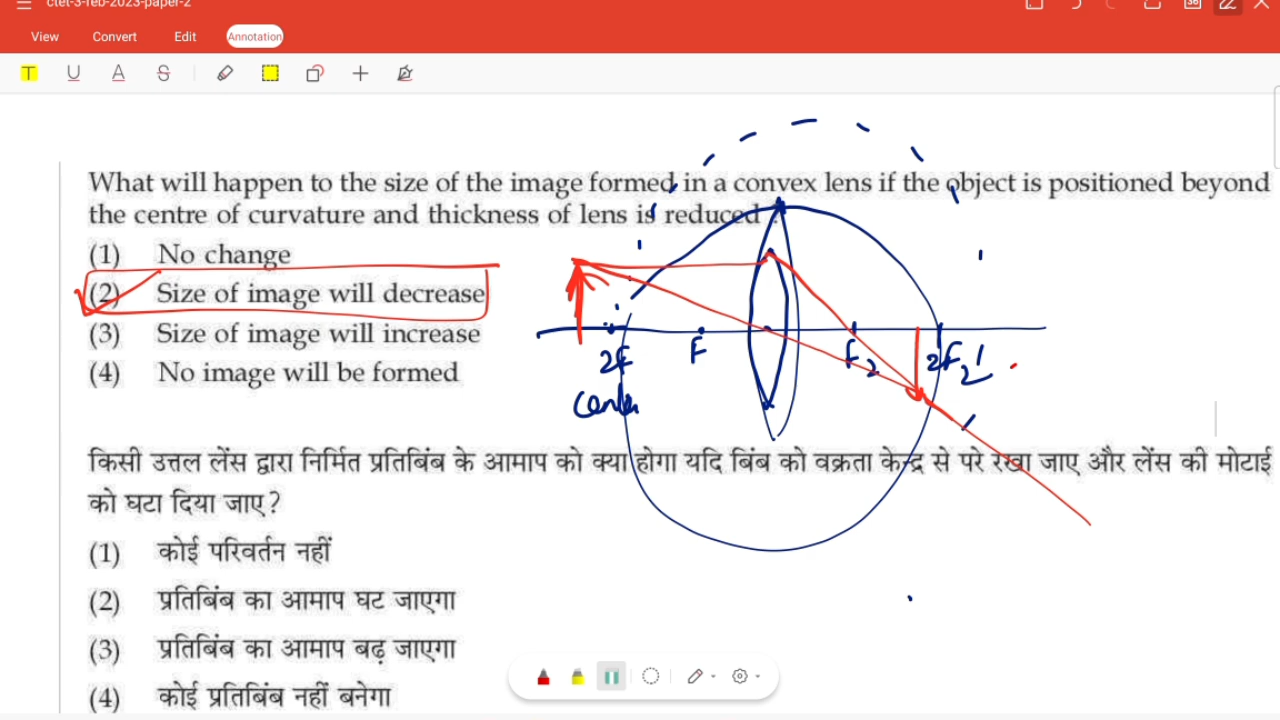 ctet-3-feb-2023-paper-2
View Convert Edit Annotation
T U A S
What will happen to the size of the image formed in a convex lens if the object is positioned beyond
the centre of curvature and thickness of lens is reduced ?
(1) No change
(2) Size of image will decrease
(3) Size of image will increase
(4) No image will be formed
2F F F2 2F2
किसी उत्तल लेंस द्वारा निर्मित प्रतिबिंब के आमाप को क्या होगा यदि बिंब को वक्रता केन्द्र से परे रखा जाए और लेंस की मोटाई
को घटा दिया जाए?
(1) कोई परिवर्तन नहीं
(2) प्रतिबिंब का आमाप घट जाएगा
(3) प्रतिबिंब का आमाप बढ़ जाएगा
(4) कोई प्रतिबिंब नहीं बनेगा